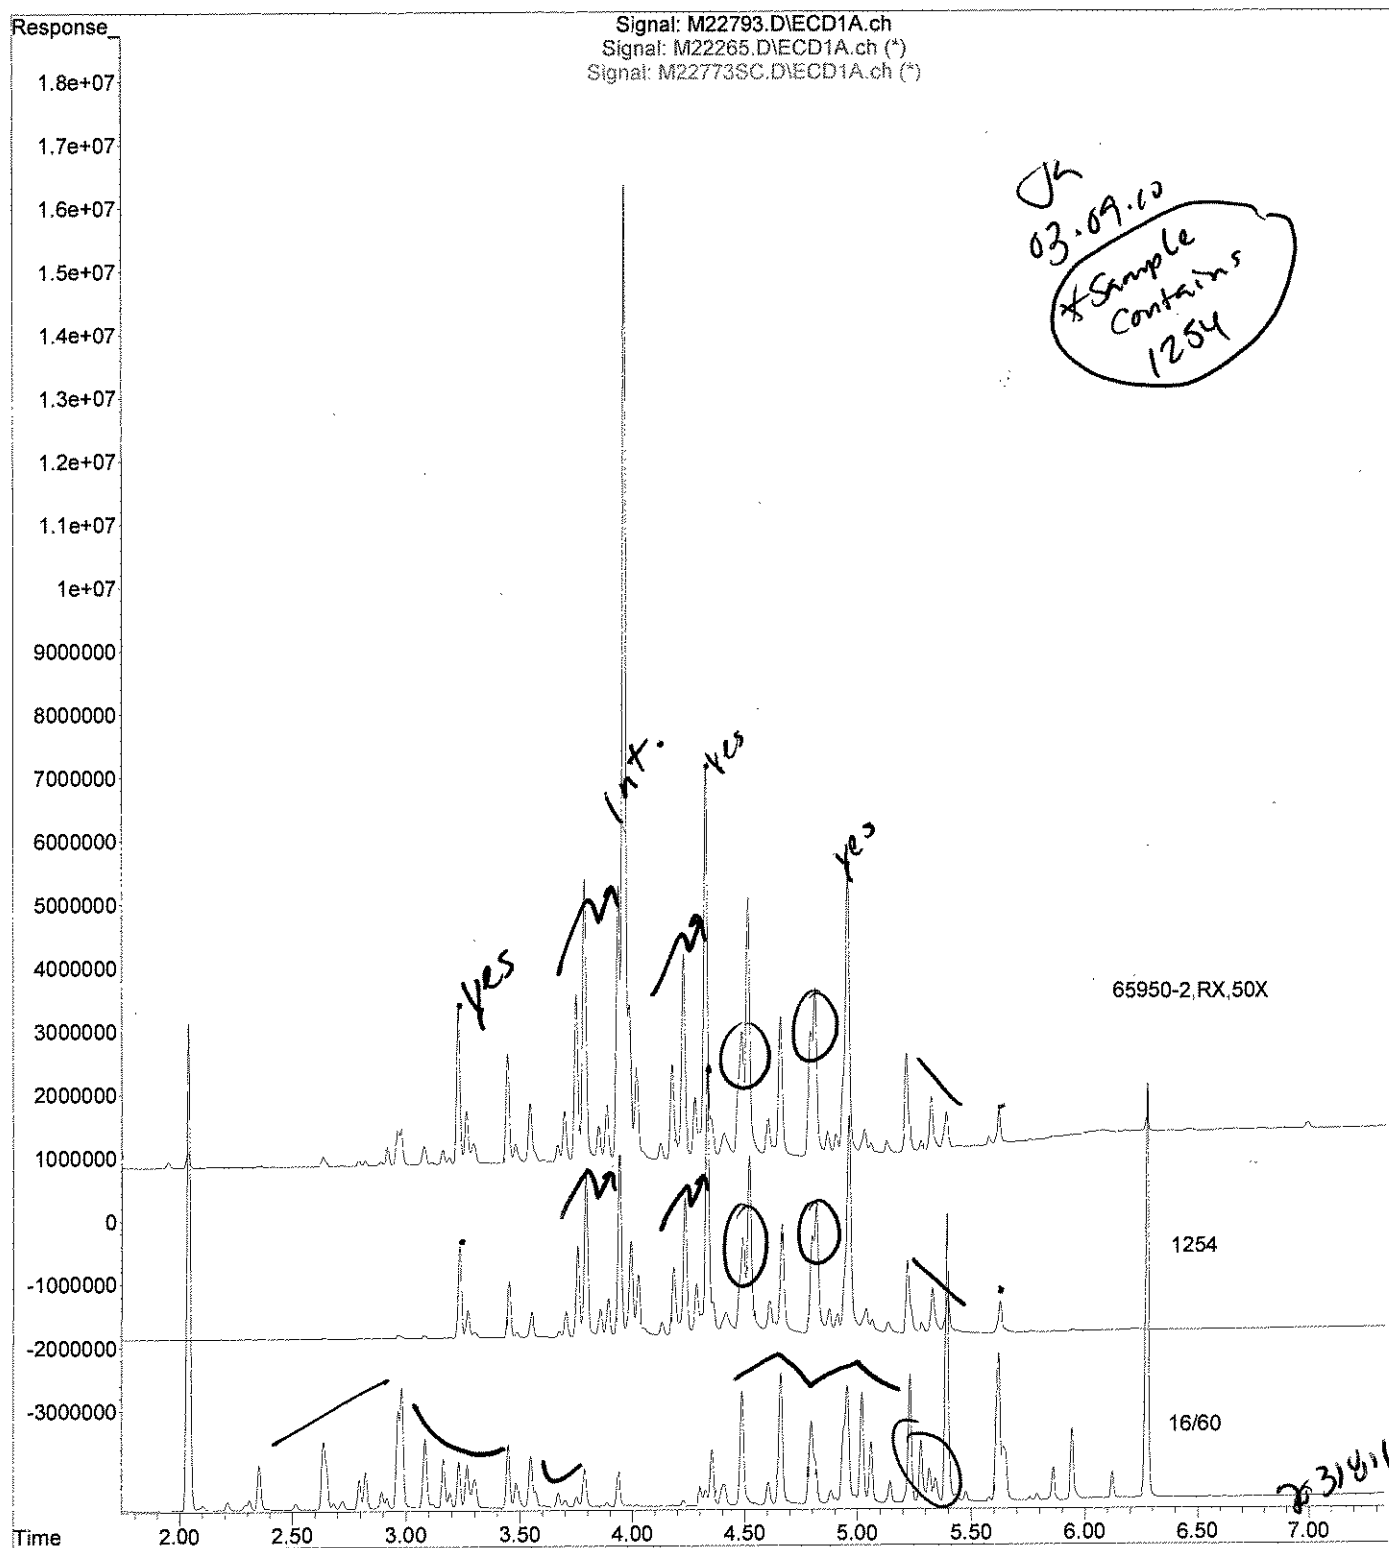 Response_
Signal: M22793.D\ECD1A.ch
Signal: M22265.D\ECD1A.ch (*)
Signal: M22773SC.D\ECD1A.ch (*)
1.8e+07
1.7e+07
1.6e+07
1.5e+07
1.4e+07
1.3e+07
1.2e+07
1.1e+07
1e+07
9000000
8000000
7000000
6000000
5000000
4000000
3000000
2000000
1000000
0
-1000000
-2000000
-3000000
03.09.10
*Sample
contains
1254
Int.
yes
yes
yes
65950-2,RX,50X
1254
16/60
Time
2.00 2.50 3.00 3.50 4.00 4.50 5.00 5.50 6.00 6.50 7.00